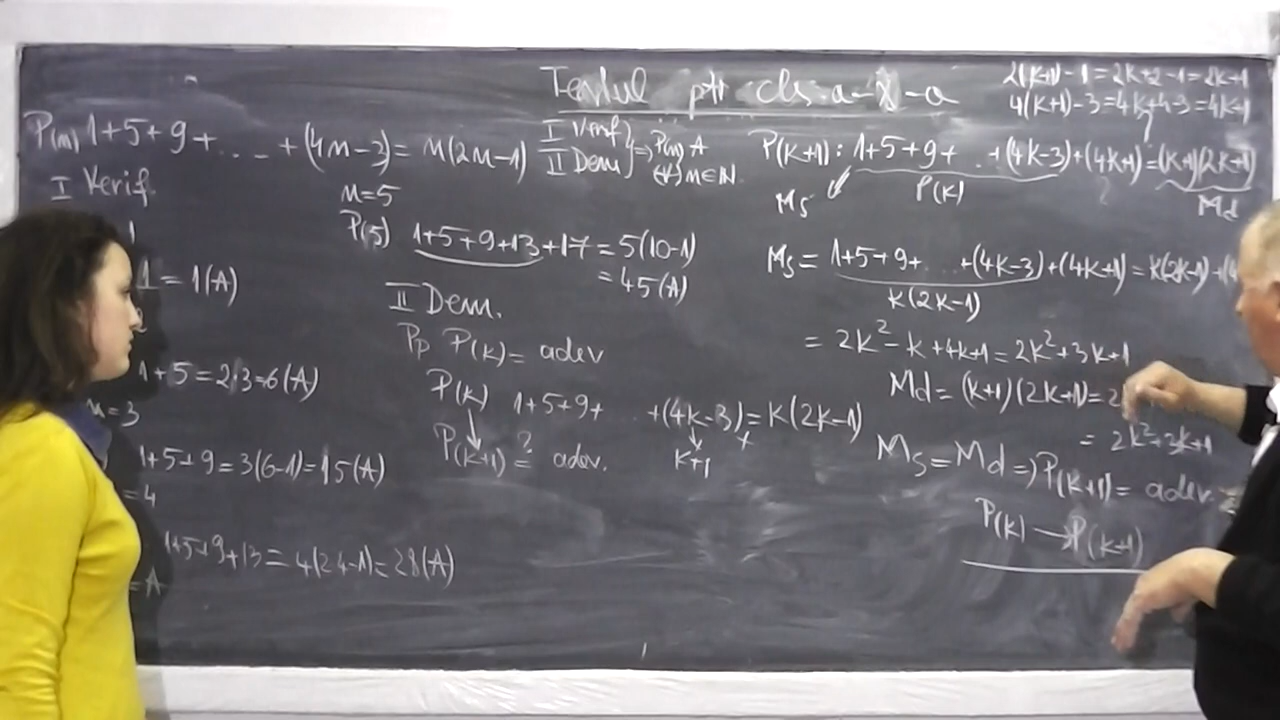 Testul ptr cls. a-X-a
2(k+1)-1=2k+2-1=2k+1
4(k+1)-3=4k+4-3=4k+1
P(n) 1+5+9+....+(4n-3)=n(2n-1)
I Verif.
1
1=1(A)
2
1+5=2·3=6(A)
n=3
1+5+9=3(6-1)=15(A)
=4
1+5+9+13=4(2·4-1)=28(A)
=A
I Verif
II Dem } => P(n) A
(∀) n∈N
n=5
P(5) 1+5+9+13+17=5(10-1)
=45(A)
II Dem.
Pp P(k)= adev
P(k) 1+5+9+ ... +(4k-3)=k(2k-1)
k+1
P(k+1)=? adev.
P(k+1): 1+5+9+...+(4k-3)+(4k+1)=(k+1)(2k+1)
Ms P(k) ? Md
Ms=1+5+9+...+(4k-3)+(4k+1)=k(2k-1)+(4
k(2k-1)
=2k²-k+4k+1=2k²+3k+1
Md=(k+1)(2k+1)=2
=2k²+3k+1
Ms=Md=>P(k+1)= adev.
P(k)→P(k+1)